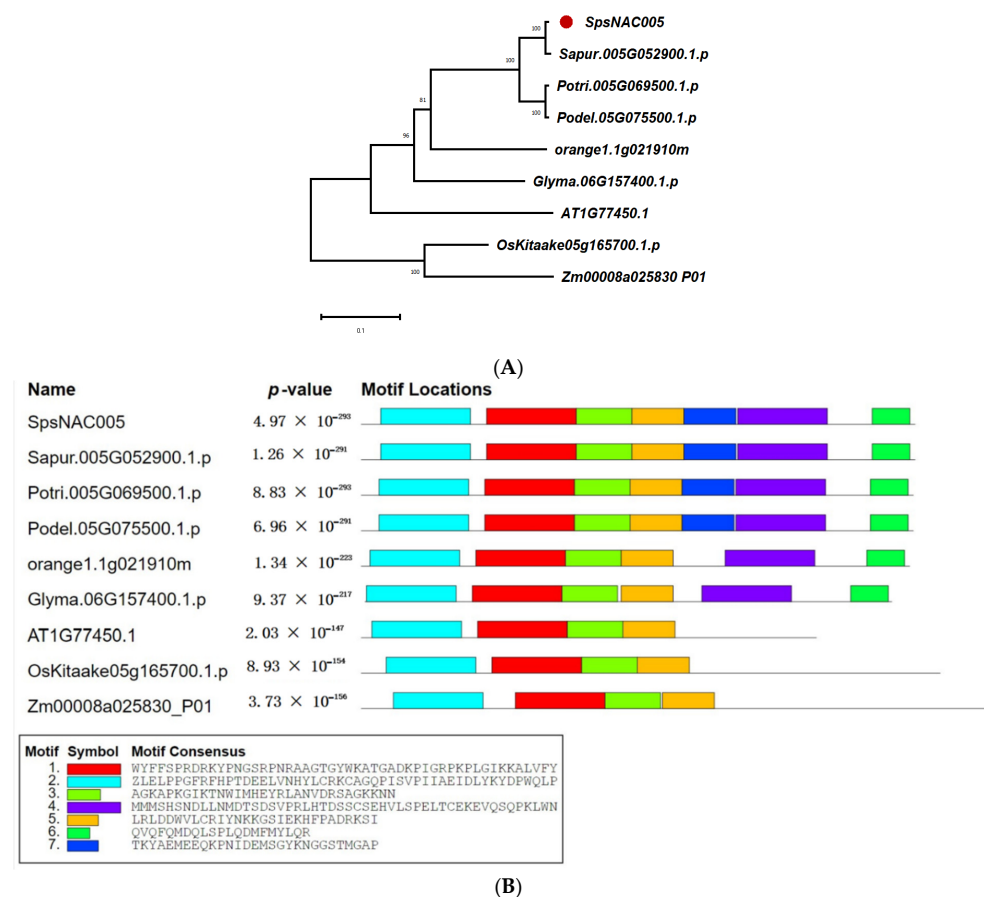 100
SpsNAC005
Sapur.005G052900.1.p
100
Potri.005G069500.1.p
100
Podel.05G075500.1.p
81
orange1.1g021910m
96
Glyma.06G157400.1.p
AT1G77450.1
OsKitaake05g165700.1.p
100
Zm00008a025830 P01
0.1
(A)
Name p-value Motif Locations
SpsNAC005 4.97 × 10⁻²⁹³
Sapur.005G052900.1.p 1.26 × 10⁻²⁹¹
Potri.005G069500.1.p 8.83 × 10⁻²⁹³
Podel.05G075500.1.p 6.96 × 10⁻²⁹¹
orange1.1g021910m 1.34 × 10⁻²²³
Glyma.06G157400.1.p 9.37 × 10⁻²¹⁷
AT1G77450.1 2.03 × 10⁻¹⁴⁷
OsKitaake05g165700.1.p 8.93 × 10⁻¹⁵⁴
Zm00008a025830_P01 3.73 × 10⁻¹⁵⁶
Motif Symbol Motif Consensus
1. WYFFSPRDRKYPNGSRPNRAAGTGYWKATGADKPIGRPKPLGIKKALVFY
2. ZLELPPGFRFHPTDEELVNHYLCRKCAGQPISVPIIAEIDLYKYDPWQLP
3. AGKAPKGIKTNWIMHEYRLANVDRSAGKKNN
4. MMMSHSNDLLNMDTSDSVPRLHTDSSCSEHVLSPELTCEKEVQSQPKLWN
5. LRLDDWVLCRIYNKKGSIEKHFPADRKSI
6. QVQFQMDQLSPLQDMFMYLQR
7. TKYAEMEEQKPNIDEMSGYKNGGSTMGAP
(B)